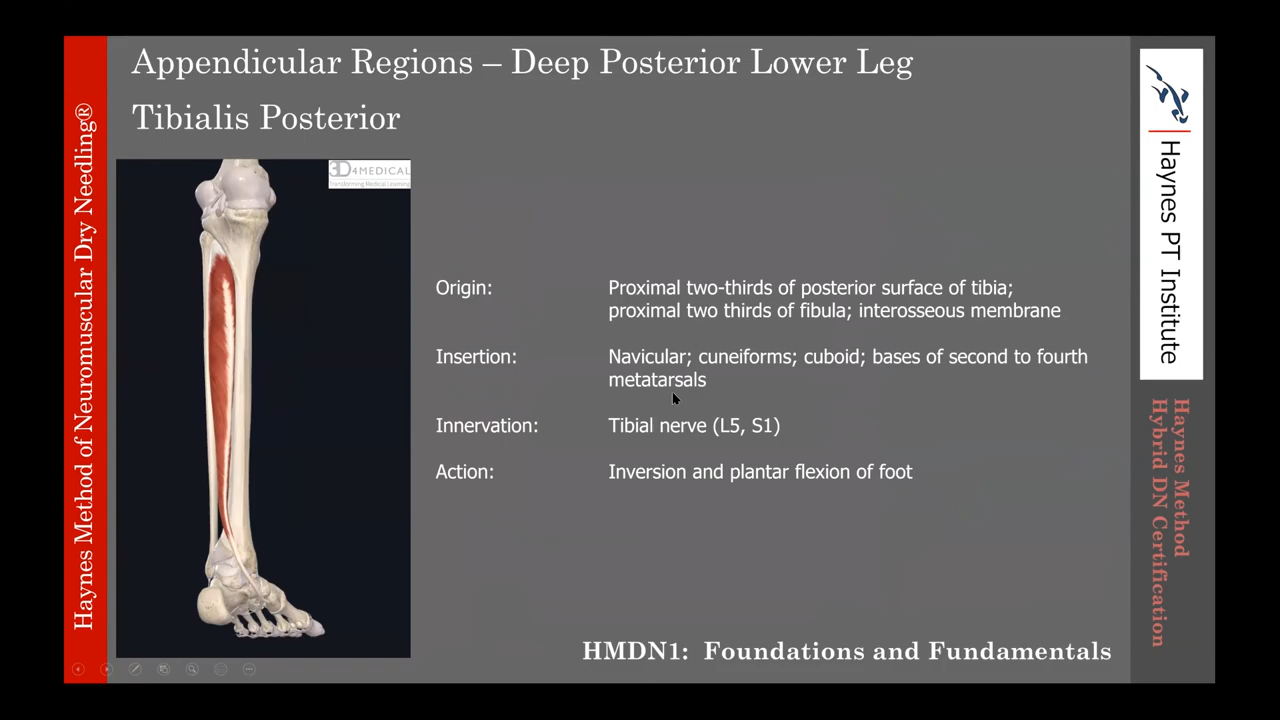 Appendicular Regions – Deep Posterior Lower Leg
Tibialis Posterior
Haynes Method of Neuromuscular Dry Needling®
3D4MEDICAL
Transforming Medical Learning
Origin: Proximal two-thirds of posterior surface of tibia;
proximal two thirds of fibula; interosseous membrane
Insertion: Navicular; cuneiforms; cuboid; bases of second to fourth
metatarsals
Innervation: Tibial nerve (L5, S1)
Action: Inversion and plantar flexion of foot
HMDN1: Foundations and Fundamentals
Haynes PT Institute
Haynes Method
Hybrid DN Certification